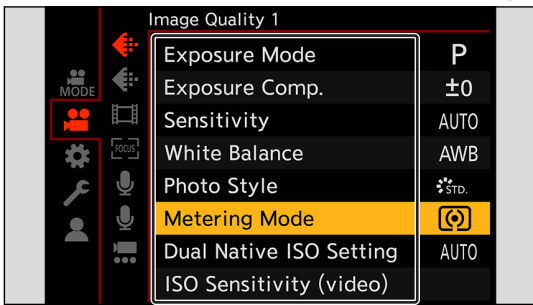 Image Quality 1
Exposure Mode P
Exposure Comp. ±0
Sensitivity AUTO
White Balance AWB
Photo Style STD.
Metering Mode
Dual Native ISO Setting AUTO
ISO Sensitivity (video)
MODE
FOCUS